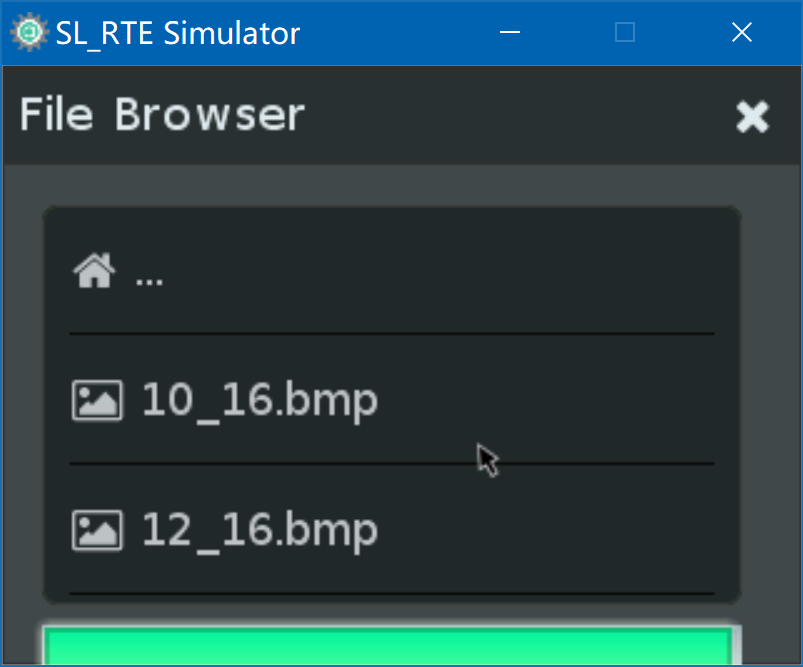 SL_RTE Simulator
File Browser
...
10_16.bmp
12_16.bmp